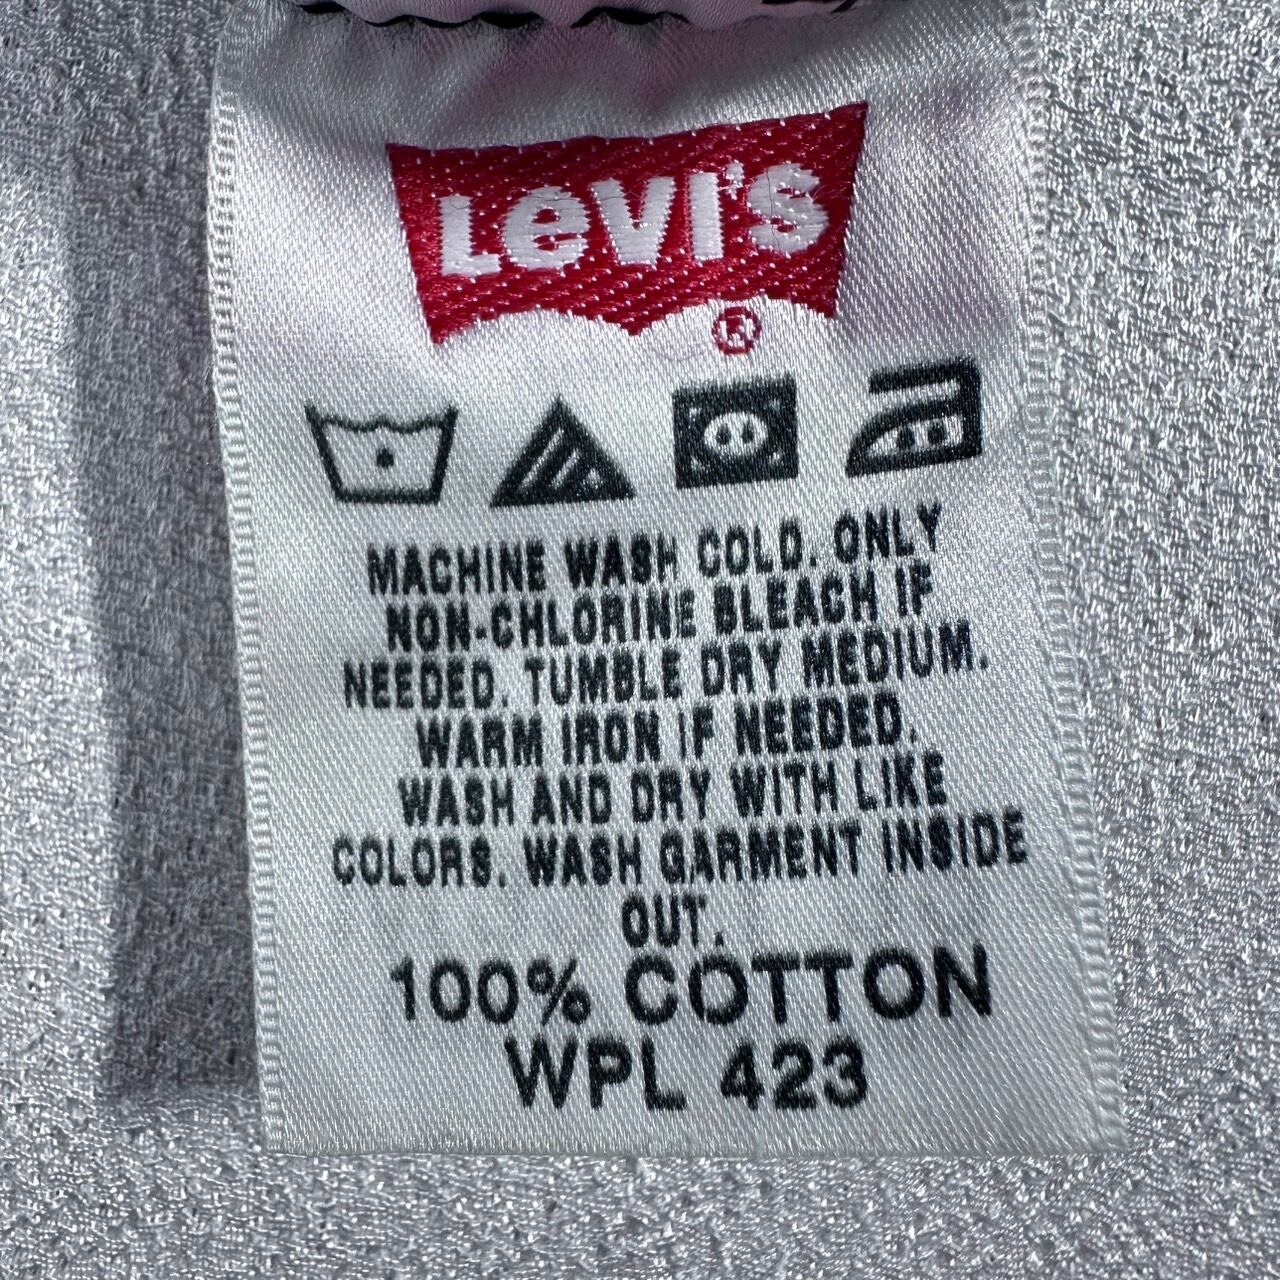 LEVI'S
®
MACHINE WASH COLD. ONLY
NON-CHLORINE BLEACH IF
NEEDED. TUMBLE DRY MEDIUM.
WARM IRON IF NEEDED.
WASH AND DRY WITH LIKE
COLORS. WASH GARMENT INSIDE
OUT.
100% COTTON
WPL 423